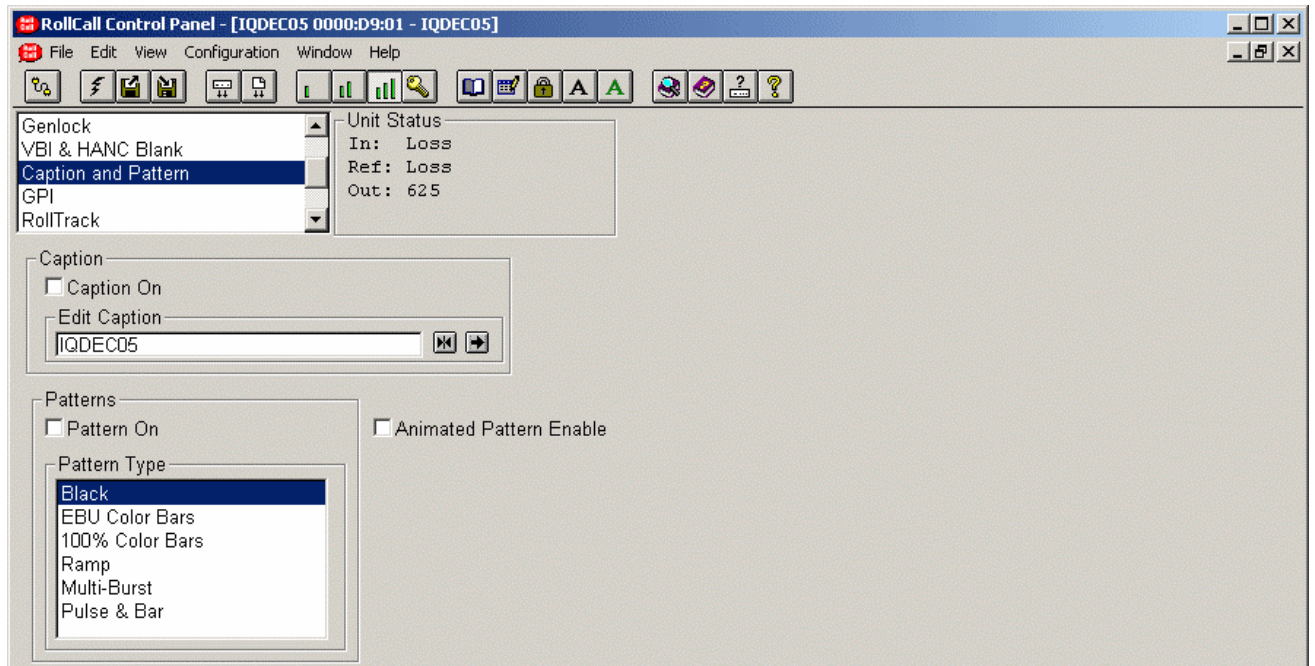 RollCall Control Panel - [IQDEC05 0000:D9:01 - IQDEC05]
File Edit View Configuration Window Help
A A
Genlock
VBI & HANC Blank
Caption and Pattern
GPI
RollTrack
Unit Status
In: Loss
Ref: Loss
Out: 625
Caption
Caption On
Edit Caption
IQDEC05
Patterns
Pattern On
Animated Pattern Enable
Pattern Type
Black
EBU Color Bars
100% Color Bars
Ramp
Multi-Burst
Pulse & Bar